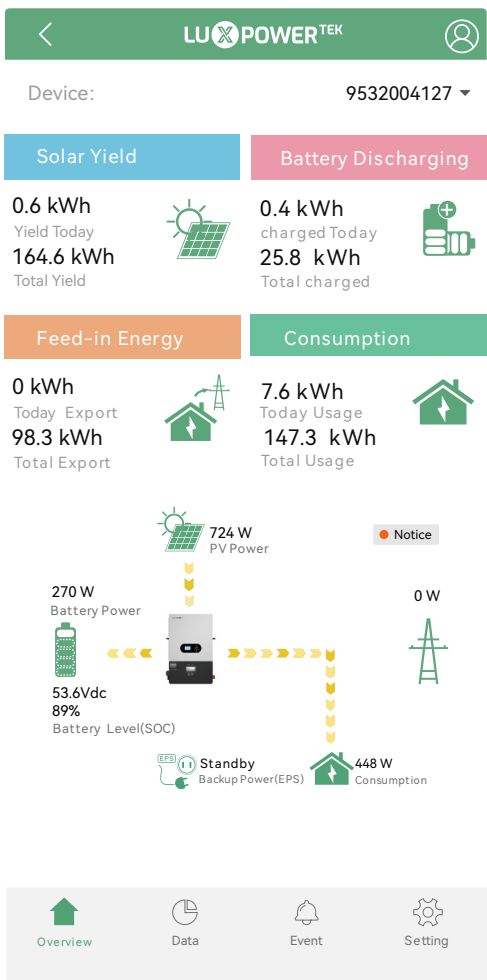 LUXPOWERTEK
Device: 9532004127
Solar Yield
Battery Discharging
0.6 kWh
Yield Today
164.6 kWh
Total Yield
0.4 kWh
charged Today
25.8 kWh
Total charged
Feed-in Energy
Consumption
0 kWh
Today Export
98.3 kWh
Total Export
7.6 kWh
Today Usage
147.3 kWh
Total Usage
724 W
PV Power
Notice
270 W
Battery Power
0 W
53.6Vdc
89%
Battery Level(SOC)
EPS
Standby
Backup Power(EPS)
448 W
Consumption
Overview
Data
Event
Setting